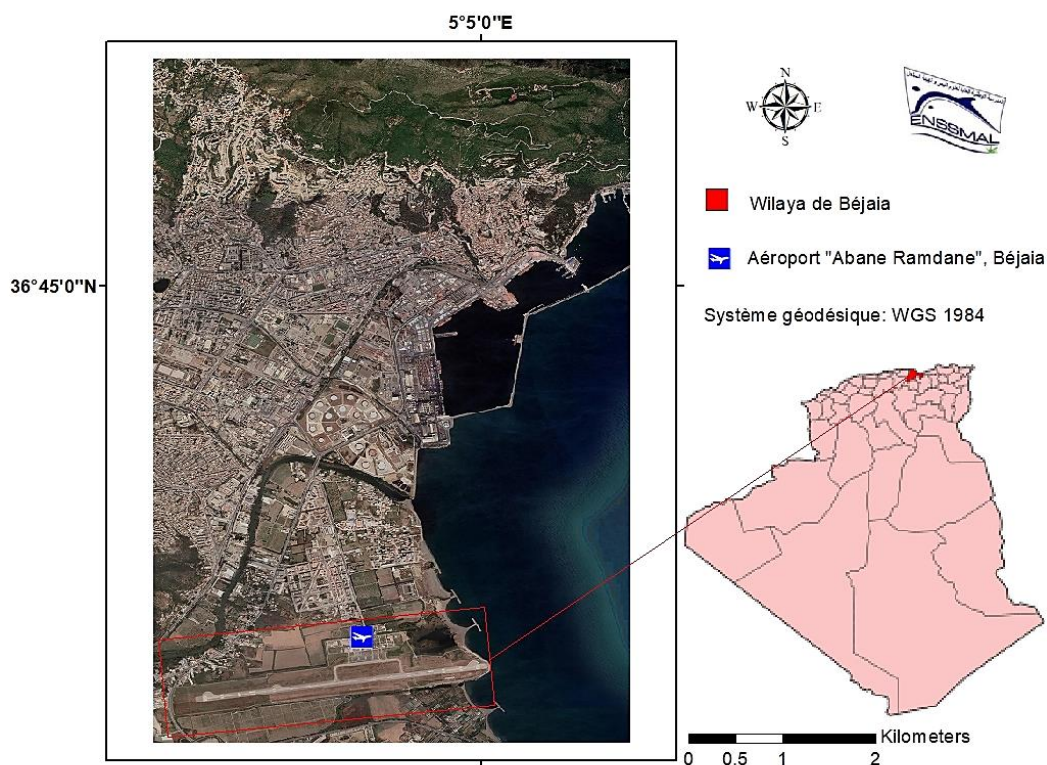 5°5'0"E
36°45'0"N
N
W E
S
ENSSMAL
Wilaya de Béjaia
Aéroport "Abane Ramdane", Béjaia
Système géodésique: WGS 1984
Kilometers
0 0.5 1 2